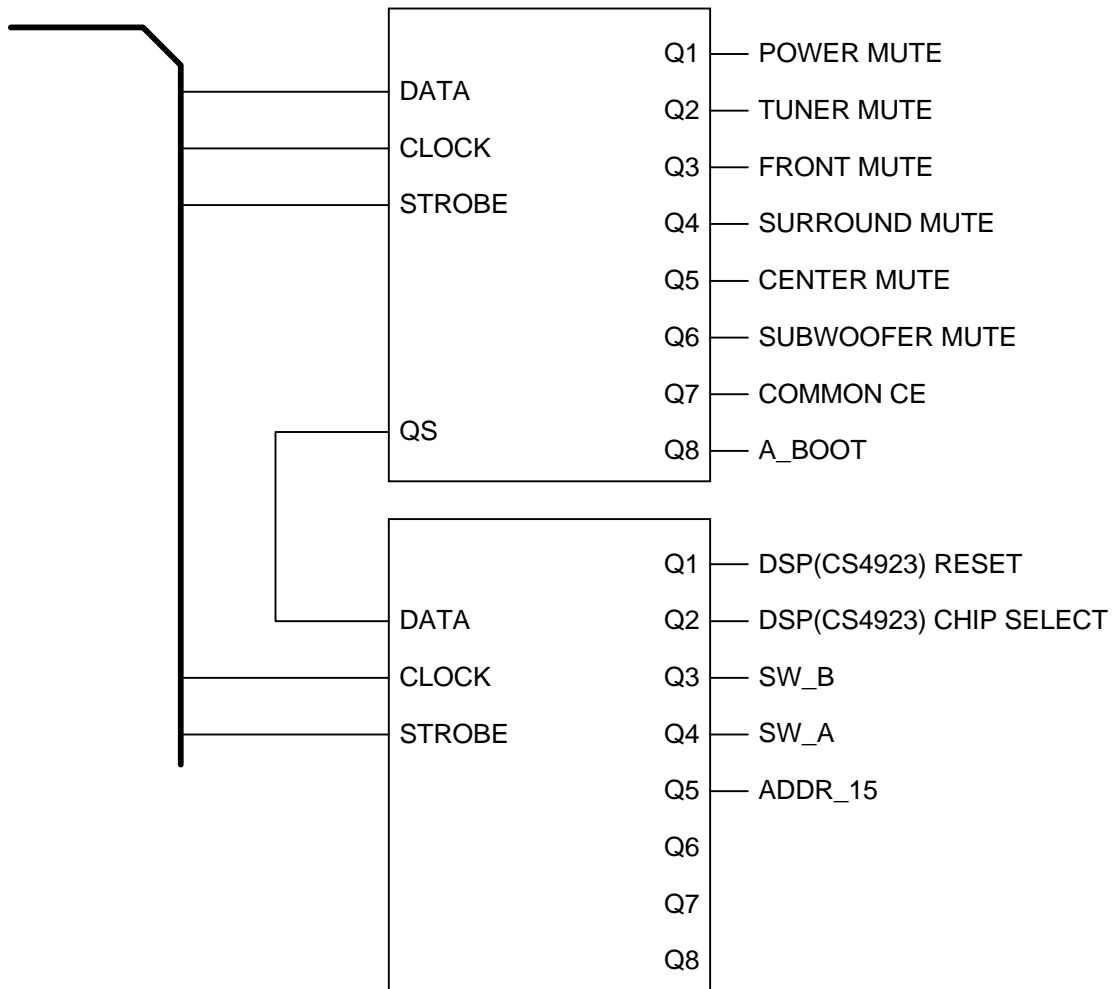 Q1 POWER MUTE
DATA
Q2 TUNER MUTE
CLOCK
Q3 FRONT MUTE
STROBE
Q4 SURROUND MUTE
Q5 CENTER MUTE
Q6 SUBWOOFER MUTE
Q7 COMMON CE
QS
Q8 A_BOOT
Q1 DSP(CS4923) RESET
DATA
Q2 DSP(CS4923) CHIP SELECT
CLOCK
Q3 SW_B
STROBE
Q4 SW_A
Q5 ADDR_15
Q6
Q7
Q8